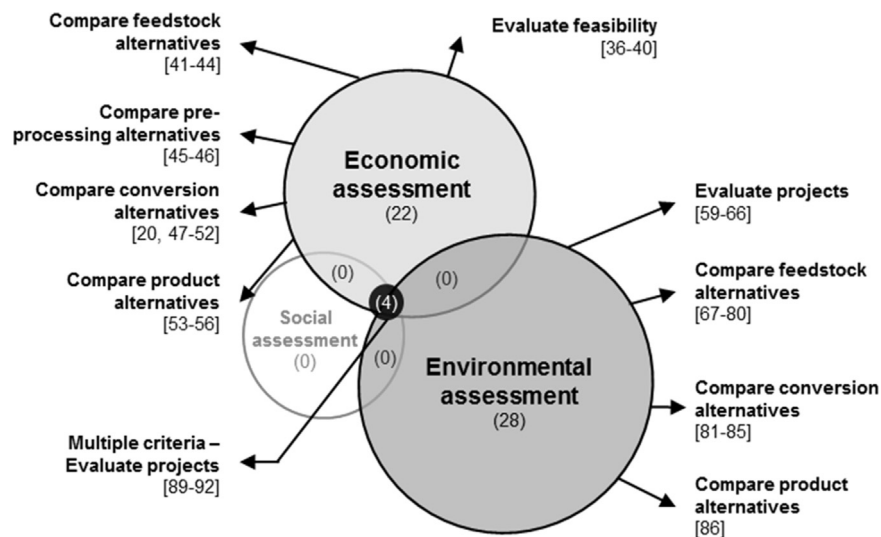 Compare feedstock
alternatives
[41-44]
Evaluate feasibility
[36-40]
Compare pre-
processing alternatives
[45-46]
Compare conversion
alternatives
[20, 47-52]
Compare product
alternatives
[53-56]
Economic
assessment
(22)
(0)
(0)
(4)
(0)
Social
assessment
(0)
Environmental
assessment
(28)
Evaluate projects
[59-66]
Compare feedstock
alternatives
[67-80]
Compare conversion
alternatives
[81-85]
Compare product
alternatives
[86]
Multiple criteria –
Evaluate projects
[89-92]